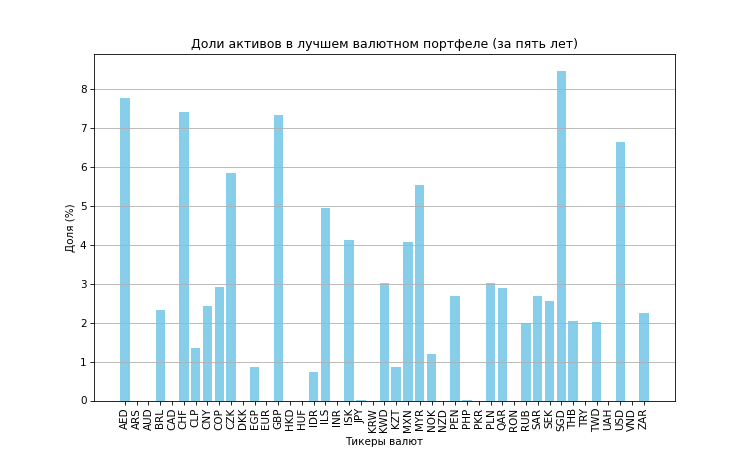 Доли активов в лучшем валютном портфеле (за пять лет)
Доля (%)
8
7
6
5
4
3
2
1
0
AED ARS AUD BRL CAD CHF CLP CNY COP CZK DKK EGP EUR GBP HKD HUF IDR ILS INR ISK JPY KRW KWD KZT MXN MYR NOK NZD PEN PHP PKR PLN QAR RON RUB SAR SEK SGD THB TRY TWD UAH USD VND ZAR
Тикеры валют